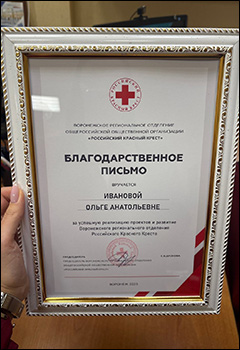 РОССИЙСКИЙ
ВОРОНЕЖСКОЕ РЕГИОНАЛЬНОЕ ОТДЕЛЕНИЕ
ОБЩЕРОССИЙСКОЙ ОБЩЕСТВЕННОЙ ОРГАНИЗАЦИИ
«РОССИЙСКИЙ КРАСНЫЙ КРЕСТ»
БЛАГОДАРСТВЕННОЕ
ПИСЬМО
ВРУЧАЕТСЯ
ИВАНОВОЙ
ОЛЬГЕ АНАТОЛЬЕВНЕ
за успешную реализацию проектов и развитие
Воронежского регионального отделения
Российского Красного Креста